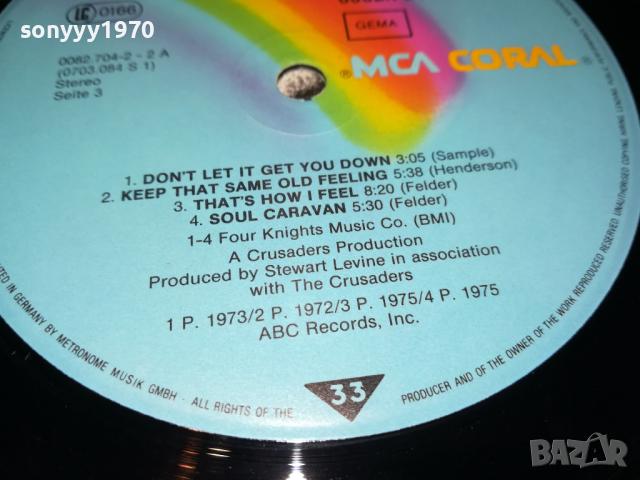 sonyyy1970
LC 0166
GEMA
0082.704-2 - 2 A
(0703.084 S 1)
Stereo
Seite 3
® MCA CORAL ®
1. DON'T LET IT GET YOU DOWN 3:05 (Sample)
2. KEEP THAT SAME OLD FEELING 5:38 (Henderson)
3. THAT'S HOW I FEEL 8:20 (Felder)
4. SOUL CARAVAN 5:30 (Felder)
1-4 Four Knights Music Co. (BMI)
A Crusaders Production
Produced by Stewart Levine in association
with The Crusaders
1 P. 1973/2 P. 1972/3 P. 1975/4 P. 1975
ABC Records, Inc.
IN GERMANY BY METRONOME MUSIK GMBH · ALL RIGHTS OF THE
33
PRODUCER AND OF THE OWNER OF THE WORK REPRODUCED RESERVED. UNAUTHORISED COPYING
BAZAR